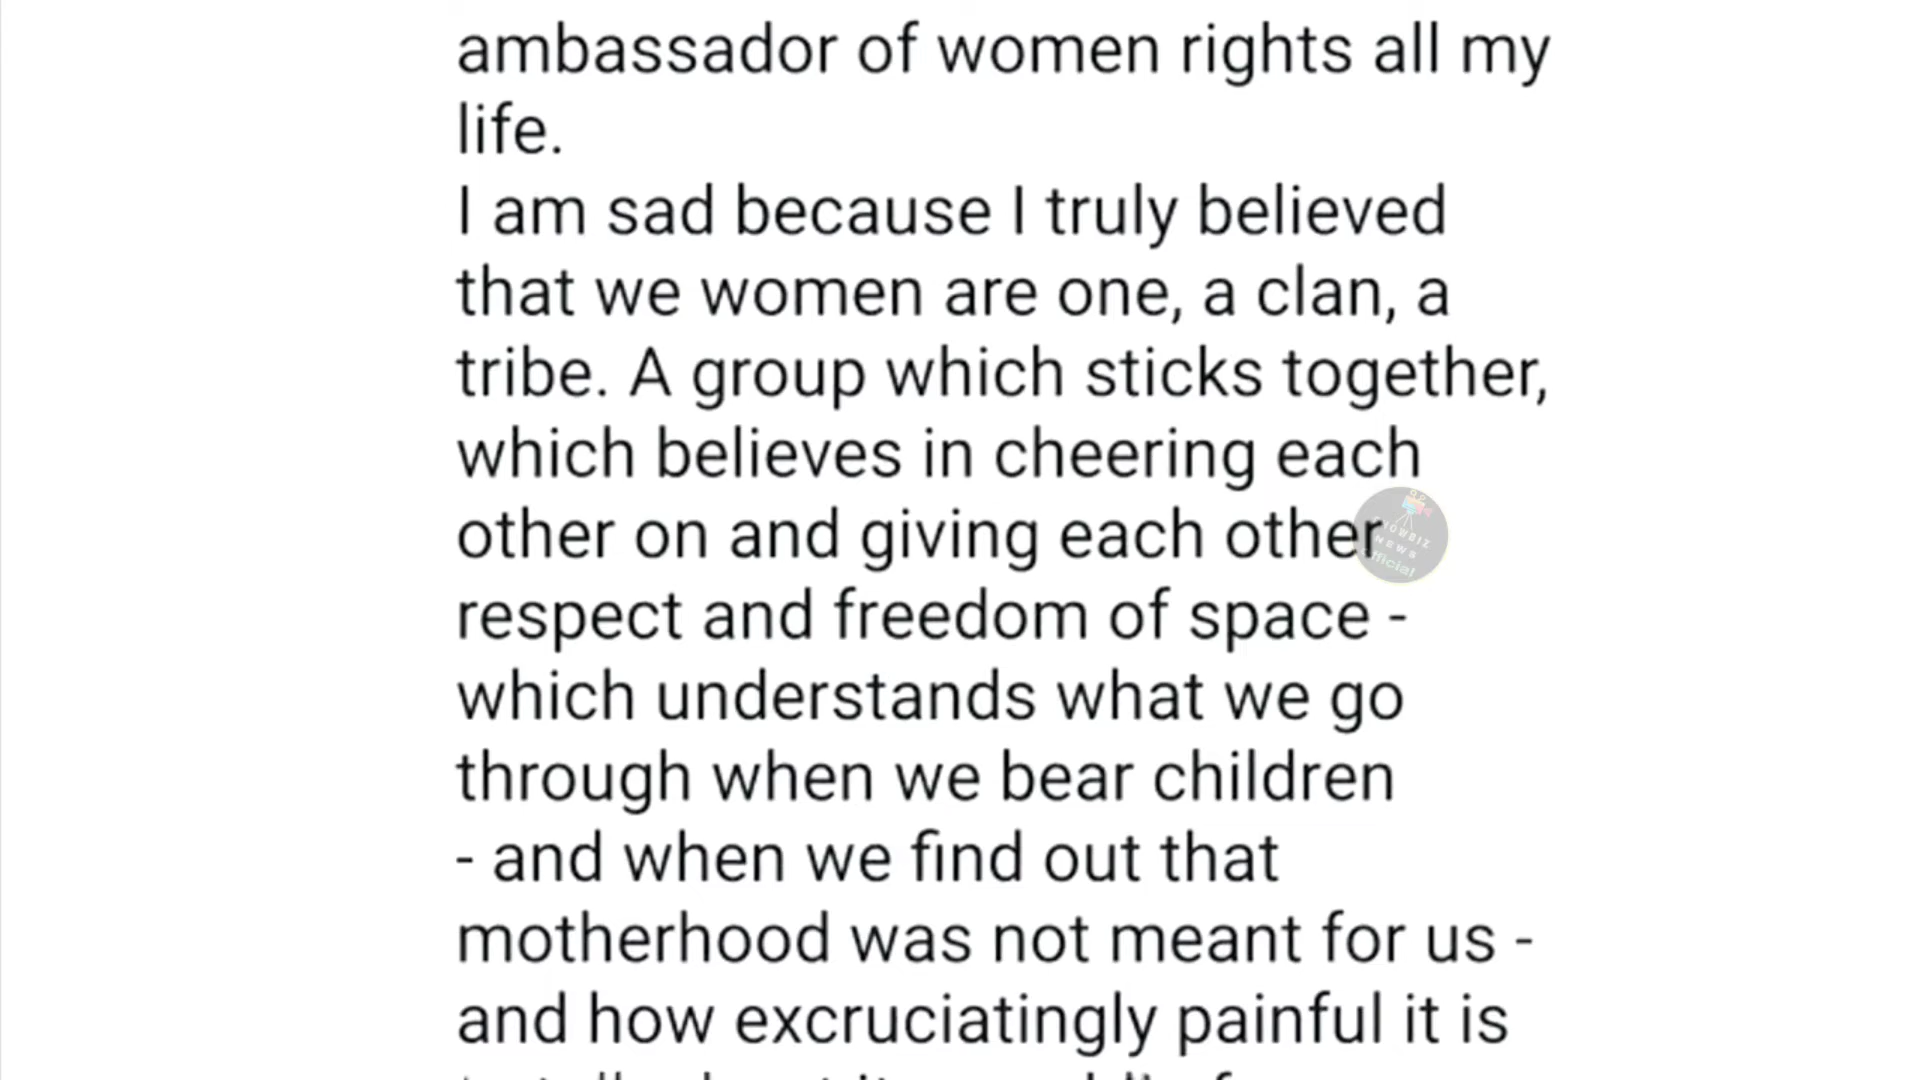 ambassador of women rights all my
life.
I am sad because I truly believed
that we women are one, a clan, a
tribe. A group which sticks together,
which believes in cheering each
other on and giving each other
respect and freedom of space -
which understands what we go
through when we bear children
- and when we find out that
motherhood was not meant for us -
and how excruciatingly painful it is
SHOWBIZ
NEWS
official